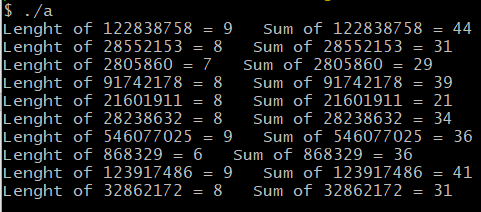 $ ./a
Lenght of 122838758 = 9   Sum of 122838758 = 44
Lenght of 28552153 = 8   Sum of 28552153 = 31
Lenght of 2805860 = 7   Sum of 2805860 = 29
Lenght of 91742178 = 8   Sum of 91742178 = 39
Lenght of 21601911 = 8   Sum of 21601911 = 21
Lenght of 28238632 = 8   Sum of 28238632 = 34
Lenght of 546077025 = 9   Sum of 546077025 = 36
Lenght of 868329 = 6   Sum of 868329 = 36
Lenght of 123917486 = 9   Sum of 123917486 = 41
Lenght of 32862172 = 8   Sum of 32862172 = 31